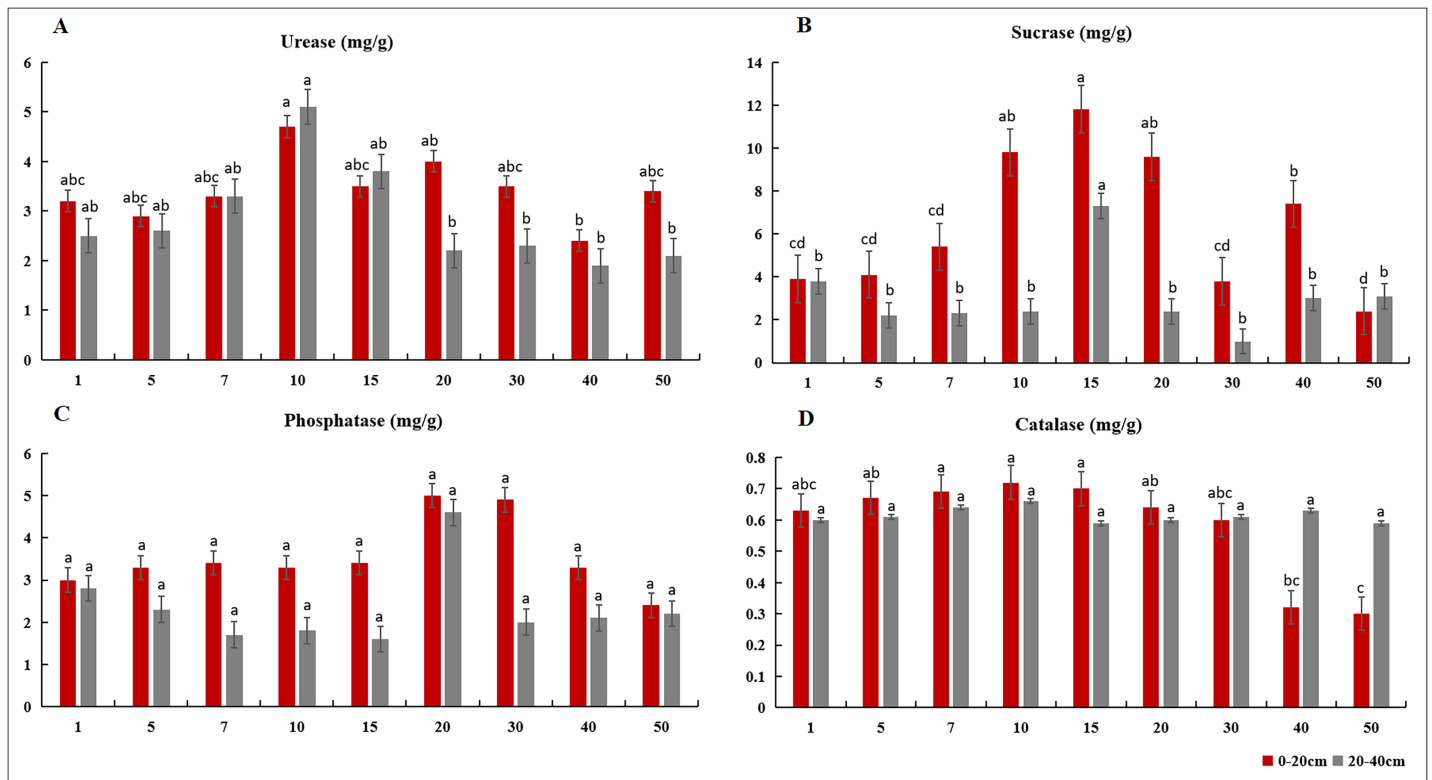 A
Urease (mg/g)
6
5
4
3
2
1
0
abc ab abc ab abc ab a a abc ab ab b abc b b b abc b
1 5 7 10 15 20 30 40 50
B
Sucrase (mg/g)
14
12
10
8
6
4
2
0
cd b cd b cd b ab b a a ab b cd b b b d b
1 5 7 10 15 20 30 40 50
C
Phosphatase (mg/g)
6
5
4
3
2
1
0
a a a a a a a a a a a a a a a a a a
1 5 7 10 15 20 30 40 50
D
Catalase (mg/g)
0.8
0.7
0.6
0.5
0.4
0.3
0.2
0.1
0
abc a ab a a a a a a a ab a abc a bc a c a
1 5 7 10 15 20 30 40 50
0-20cm 20-40cm